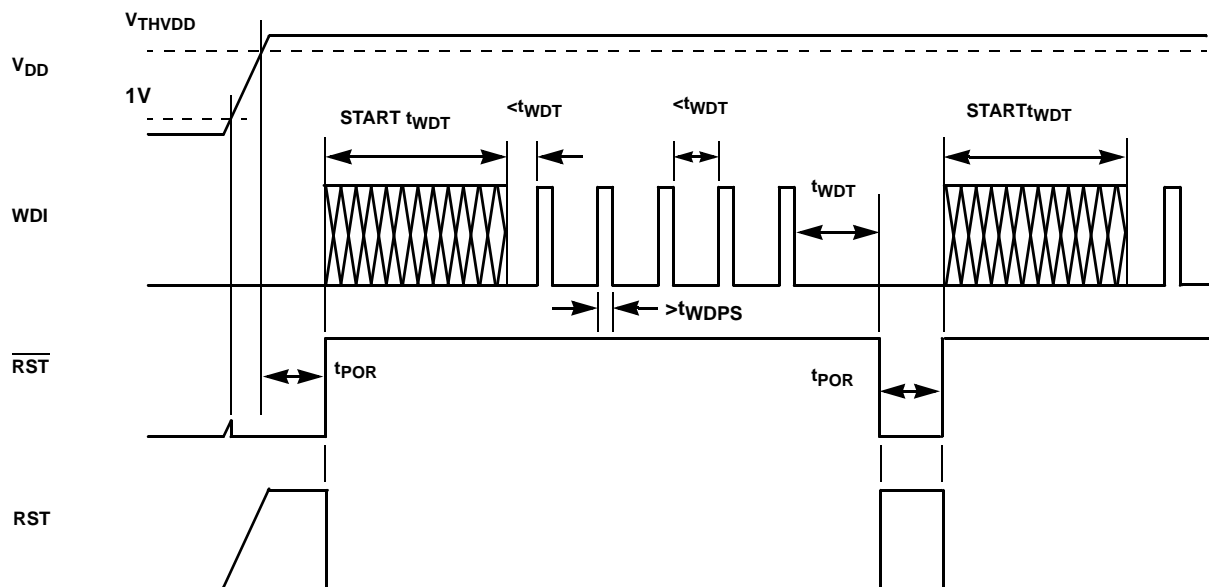 VTHVDD
VDD
1V
START tWDT
<tWDT
<tWDT
STARTtWDT
tWDT
WDI
>tWDPS
RST
tPOR
tPOR
RST